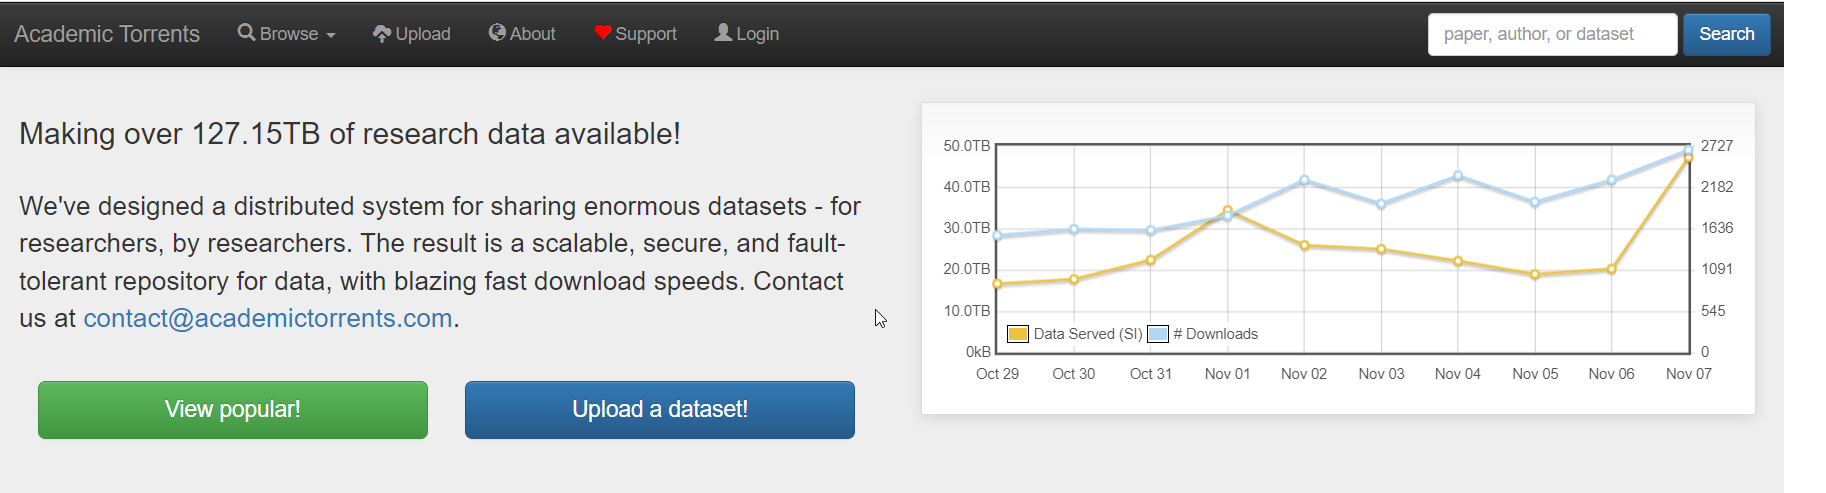 Academic Torrents Browse Upload About Support Login paper, author, or dataset Search
Making over 127.15TB of research data available!
We've designed a distributed system for sharing enormous datasets - for
researchers, by researchers. The result is a scalable, secure, and fault-
tolerant repository for data, with blazing fast download speeds. Contact
us at contact@academictorrents.com.
View popular! Upload a dataset!
50.0TB 2727
40.0TB 2182
30.0TB 1636
20.0TB 1091
10.0TB 545
Data Served (SI) # Downloads
0kB 0
Oct 29 Oct 30 Oct 31 Nov 01 Nov 02 Nov 03 Nov 04 Nov 05 Nov 06 Nov 07